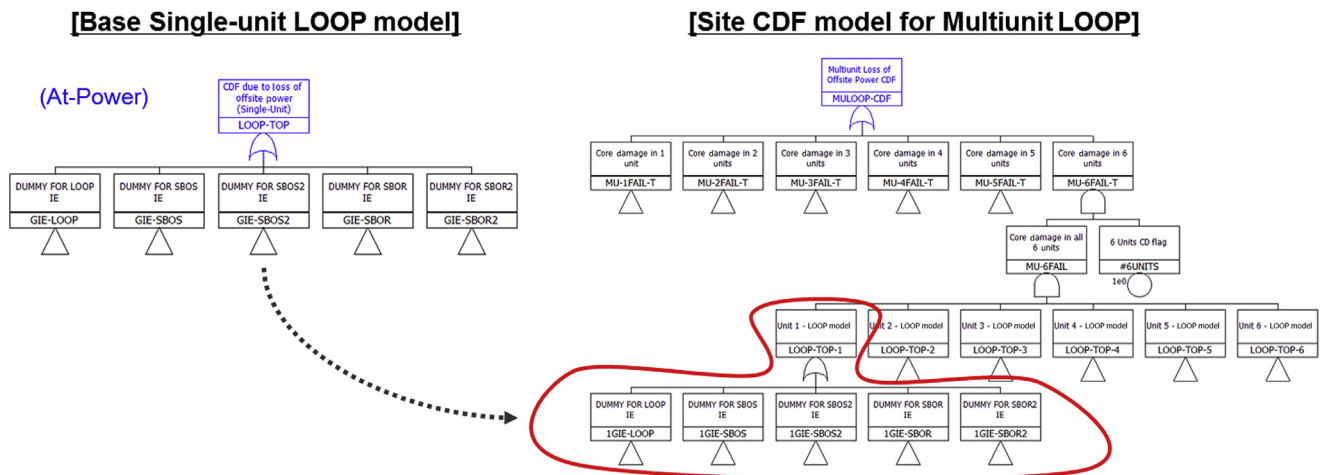 [Base Single-unit LOOP model]
(At-Power)
CDF due to loss of
offsite power
(Single-Unit)
LOOP-TOP
DUMMY FOR LOOP
IE
GIE-LOOP
DUMMY FOR SBOS
IE
GIE-SBOS
DUMMY FOR SBOS2
IE
GIE-SBOS2
DUMMY FOR SBOR
IE
GIE-SBOR
DUMMY FOR SBOR2
IE
GIE-SBOR2
[Site CDF model for Multiunit LOOP]
Multiunit Loss of
Offsite Power CDF
MULOOP-CDF
Core damage in 1
unit
MU-1FAIL-T
Core damage in 2
units
MU-2FAIL-T
Core damage in 3
units
MU-3FAIL-T
Core damage in 4
units
MU-4FAIL-T
Core damage in 5
units
MU-5FAIL-T
Core damage in 6
units
MU-6FAIL-T
Core damage in all
6 units
MU-6FAIL
6 Units CD flag
#6UNITS
1e0
Unit 1 - LOOP model
LOOP-TOP-1
Unit 2 - LOOP model
LOOP-TOP-2
Unit 3 - LOOP model
LOOP-TOP-3
Unit 4 - LOOP model
LOOP-TOP-4
Unit 5 - LOOP model
LOOP-TOP-5
Unit 6 - LOOP model
LOOP-TOP-6
DUMMY FOR LOOP
IE
1GIE-LOOP
DUMMY FOR SBOS
IE
1GIE-SBOS
DUMMY FOR SBOS2
IE
1GIE-SBOS2
DUMMY FOR SBOR
IE
1GIE-SBOR
DUMMY FOR SBOR2
IE
1GIE-SBOR2